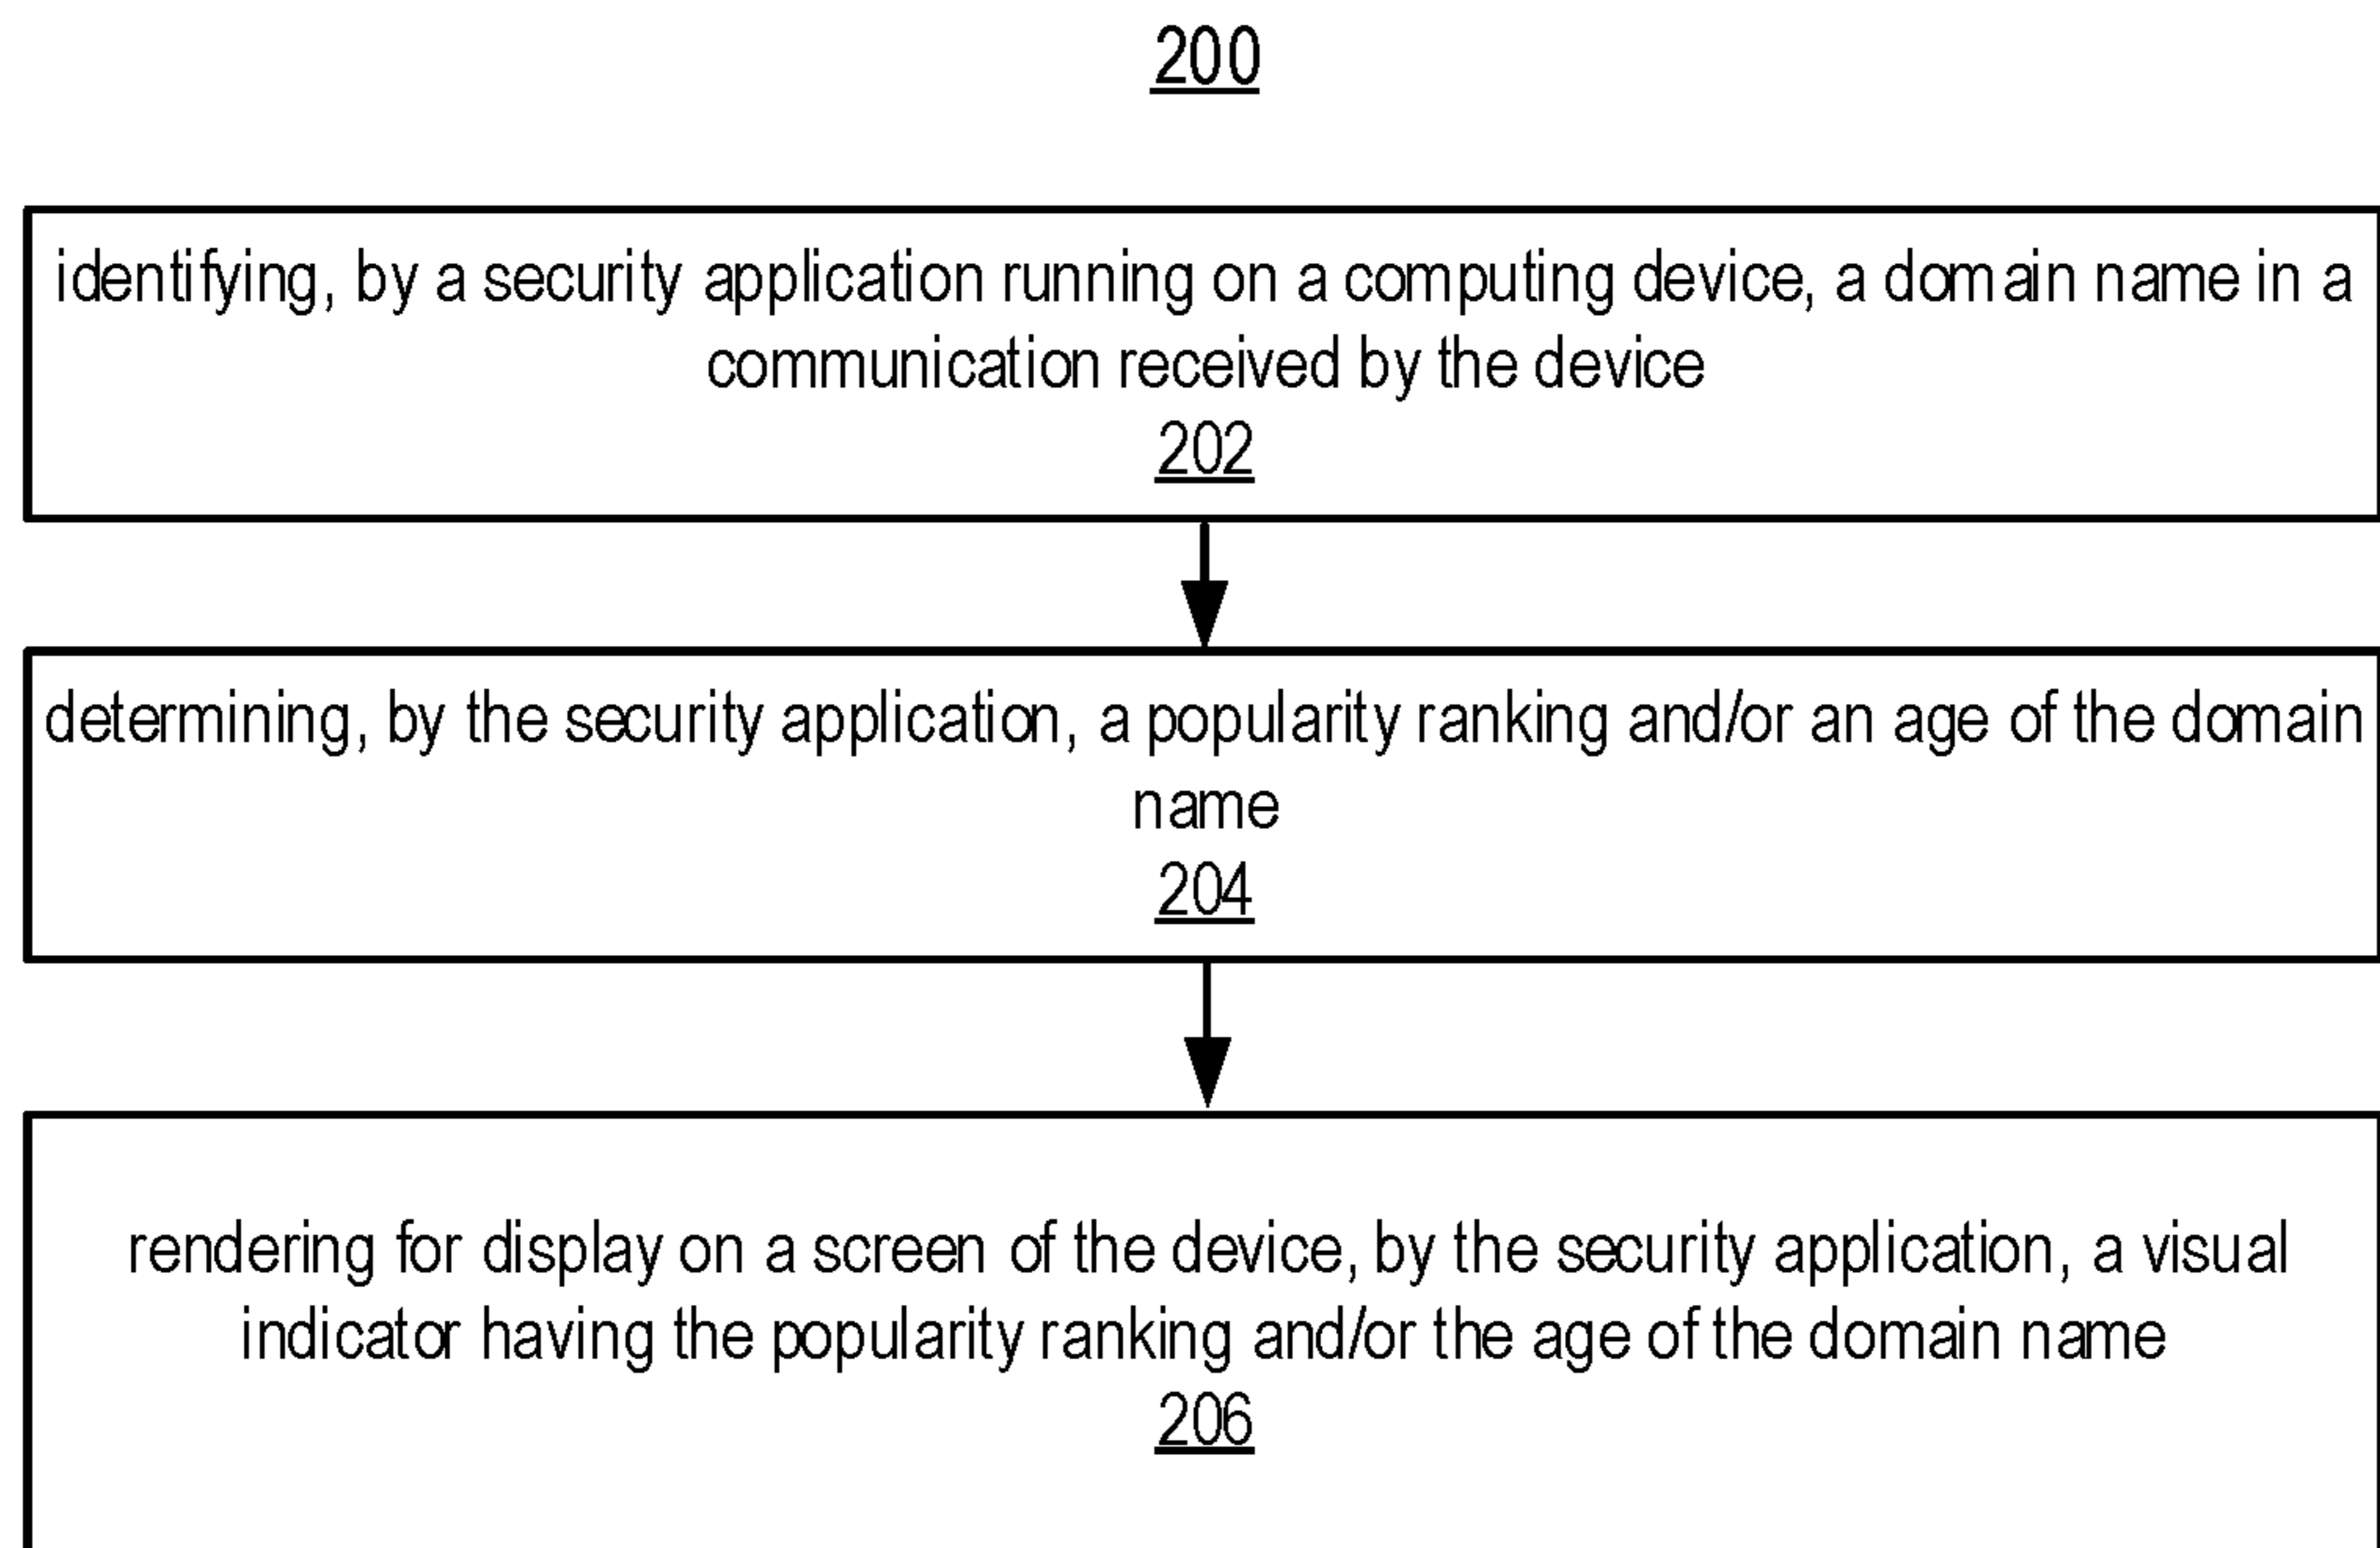 200
identifying, by a security application running on a computing device, a domain name in a
communication received by the device
202
determining, by the security application, a popularity ranking and/or an age of the domain
name
204
rendering for display on a screen of the device, by the security application, a visual
indicator having the popularity ranking and/or the age of the domain name
206